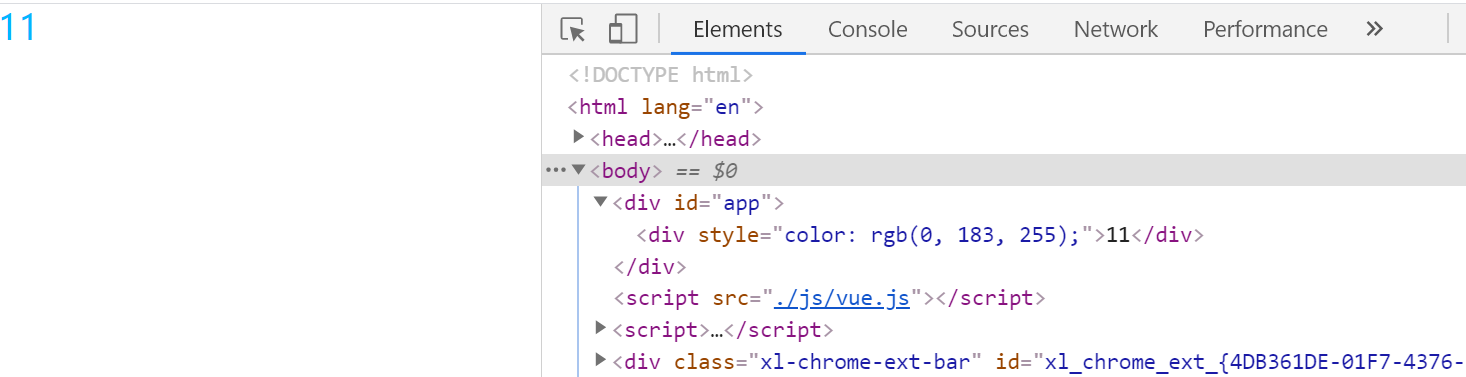 11
Elements Console Sources Network Performance »
<!DOCTYPE html>
<html lang="en">
<head>…</head>
<body> == $0
<div id="app">
<div style="color: rgb(0, 183, 255);">11</div>
</div>
<script src="./js/vue.js"></script>
<script>…</script>
<div class="xl-chrome-ext-bar" id="xl_chrome_ext_{4DB361DE-01F7-4376-